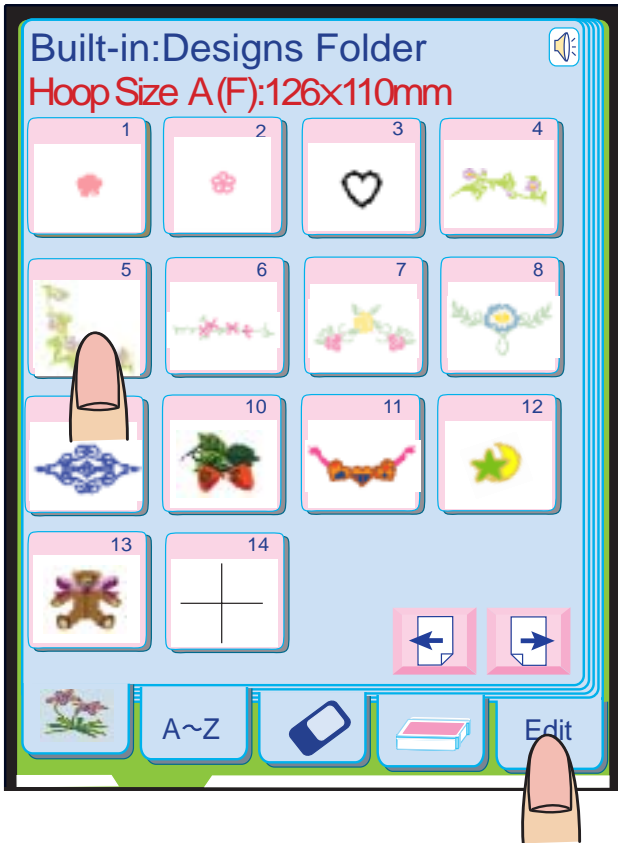 Built-in:Designs Folder
Hoop Size A (F):126×110mm
1 2 3 4
5 6 7 8
10 11 12
13 14
A~Z Edit